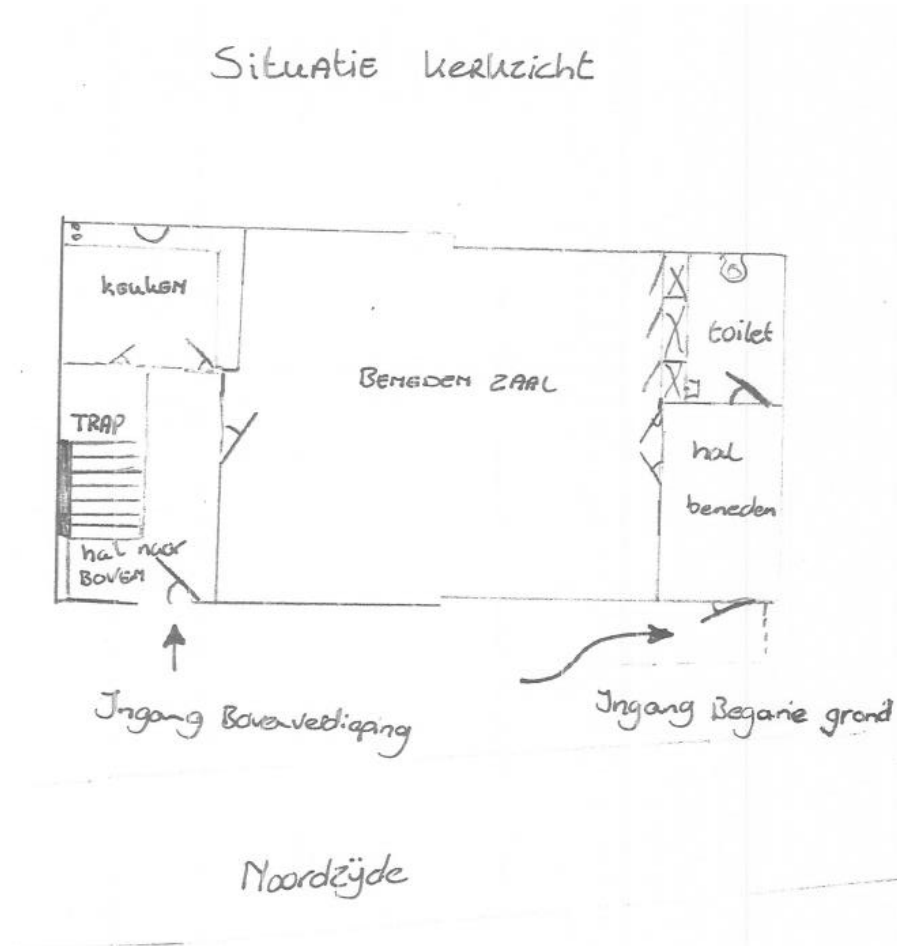 Situatie kerkzicht
keuken
BENEDEN ZAAL
toilet
TRAP
hal
beneden
hal naar
BOVEN
Ingang Bovenverdieping
Ingang Begane grond
Noordzijde